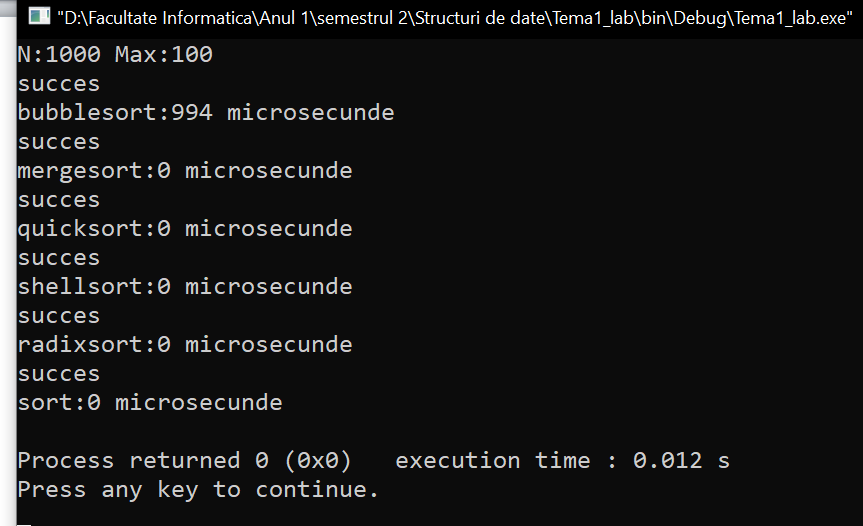 "D:\Facultate Informatica\Anul 1\semestrul 2\Structuri de date\Tema1_lab\bin\Debug\Tema1_lab.exe"
N:1000 Max:100
succes
bubblesort:994 microsecunde
succes
mergesort:0 microsecunde
succes
quicksort:0 microsecunde
succes
shellsort:0 microsecunde
succes
radixsort:0 microsecunde
succes
sort:0 microsecunde
Process returned 0 (0x0)   execution time : 0.012 s
Press any key to continue.